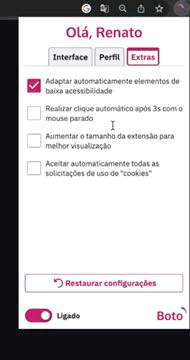 Olá, Renato
Interface Perfil Extras
Adaptar automaticamente elementos de
baixa acessibilidade
Realizar clique automático após 3s com o
mouse parado
Aumentar o tamanho da extensão para
melhor visualização
Aceitar automaticamente todas as
solicitações de uso de "cookies"
Restaurar configurações
Ligado Boto